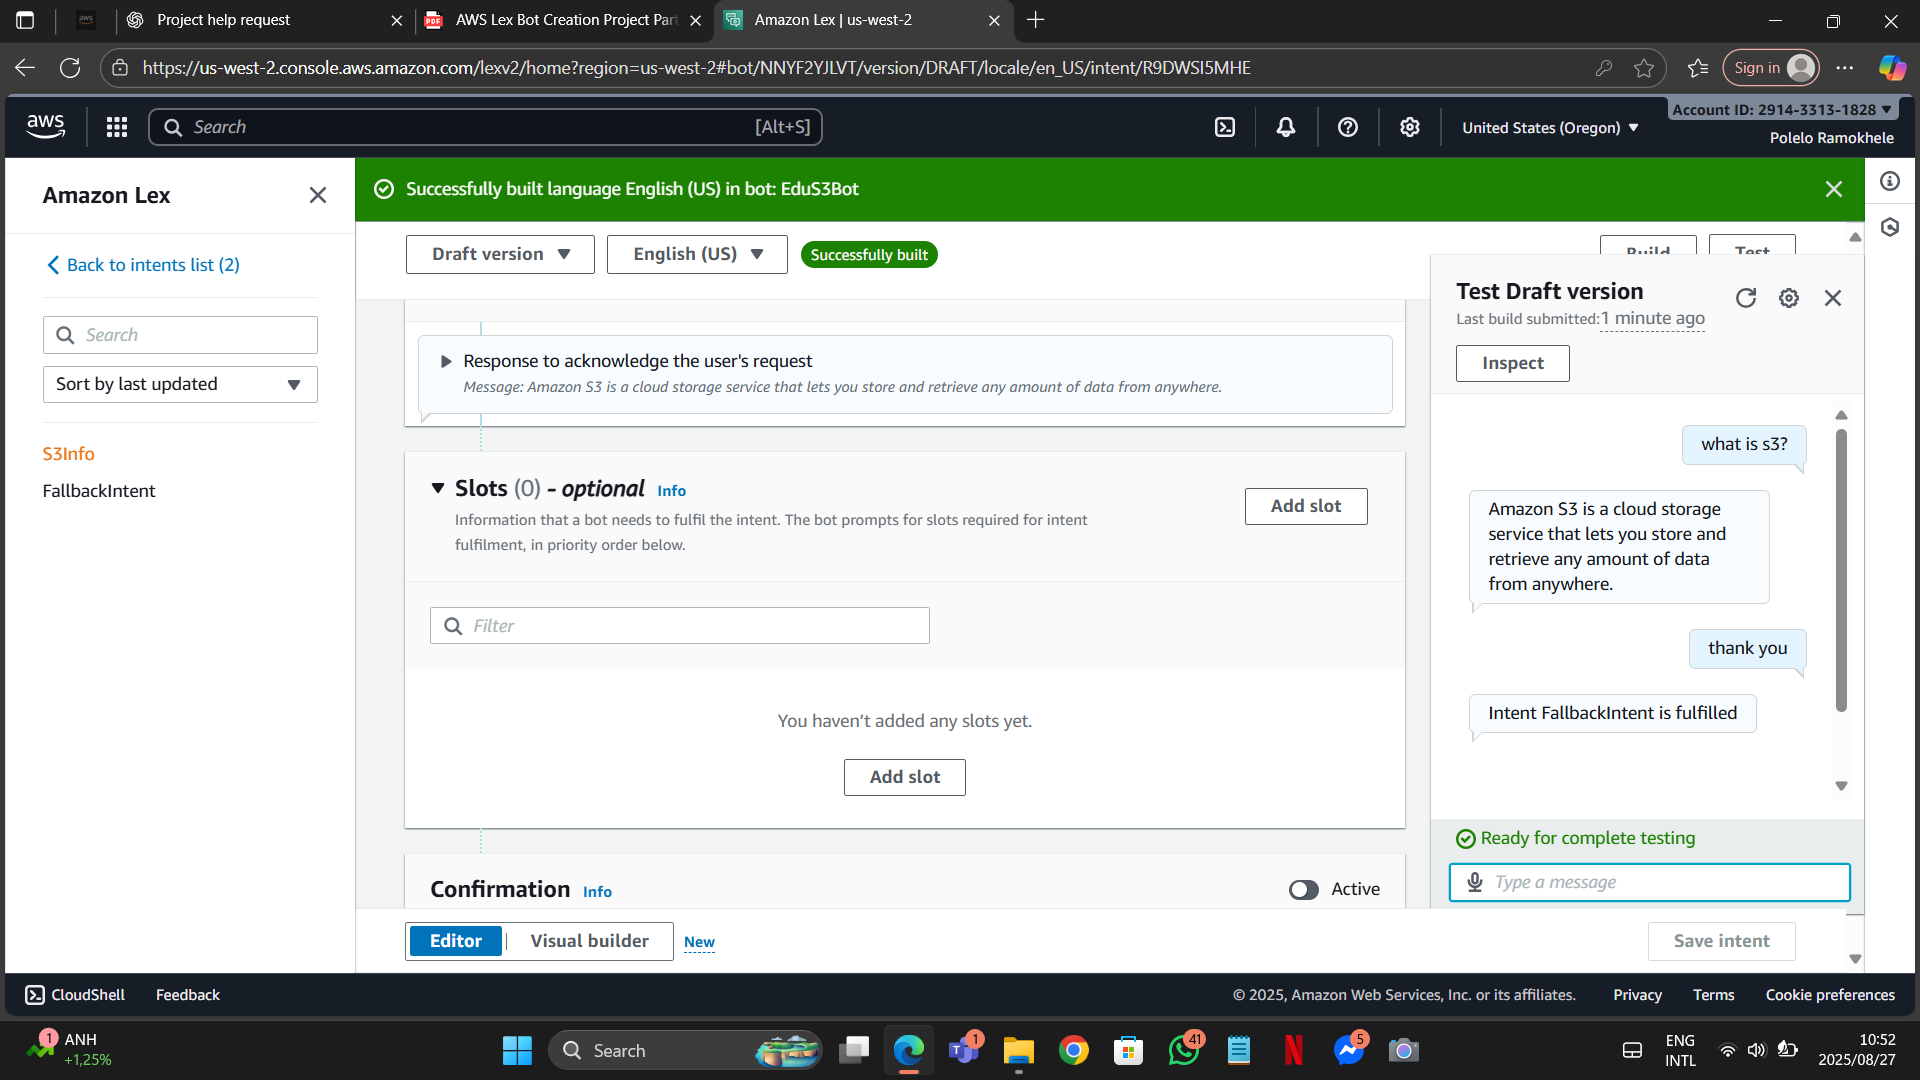 Project help request
AWS Lex Bot Creation Project Part
Amazon Lex | us-west-2
https://us-west-2.console.aws.amazon.com/lexv2/home?region=us-west-2#bot/NNYF2YJLVT/version/DRAFT/locale/en_US/intent/R9DWSI5MHE
Sign in
aws
Search
[Alt+S]
United States (Oregon)
Account ID: 2914-3313-1828
Polelo Ramokhele
Amazon Lex
Successfully built language English (US) in bot: EduS3Bot
Back to intents list (2)
Search
Sort by last updated
S3Info
FallbackIntent
Draft version
English (US)
Successfully built
Build
Test
Response to acknowledge the user's request
Message: Amazon S3 is a cloud storage service that lets you store and retrieve any amount of data from anywhere.
Slots (0) - optional Info
Information that a bot needs to fulfil the intent. The bot prompts for slots required for intent
fulfilment, in priority order below.
Add slot
Filter
You haven't added any slots yet.
Add slot
Confirmation Info
Active
Editor
Visual builder
New
Save intent
Test Draft version
Last build submitted: 1 minute ago
Inspect
what is s3?
Amazon S3 is a cloud storage
service that lets you store and
retrieve any amount of data
from anywhere.
thank you
Intent FallbackIntent is fulfilled
Ready for complete testing
Type a message
CloudShell
Feedback
© 2025, Amazon Web Services, Inc. or its affiliates.
Privacy
Terms
Cookie preferences
1
ANH
+1,25%
Search
1
41
5
ENG
INTL
10:52
2025/08/27